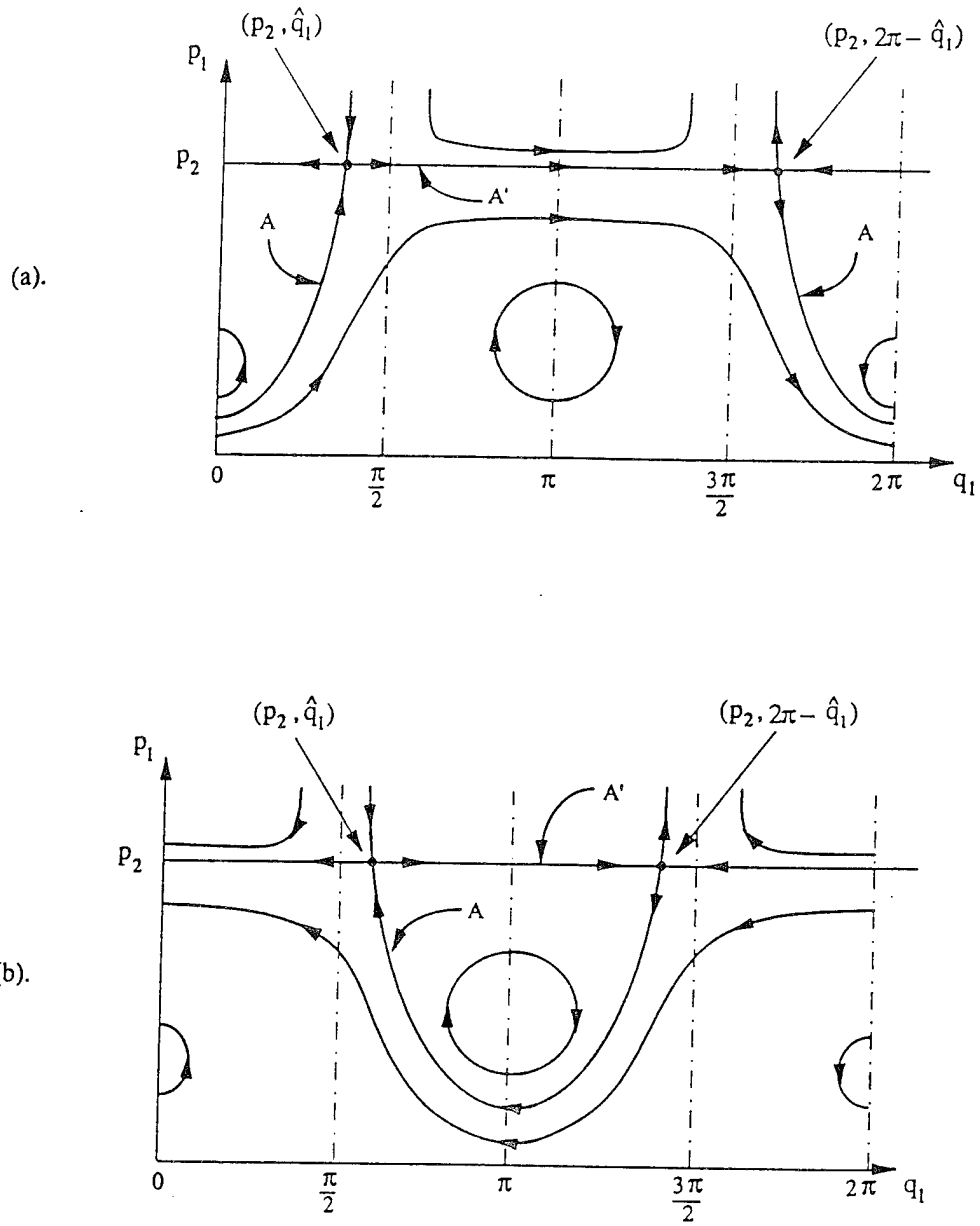 (p₂, q̂₁)
(p₂, 2π– q̂₁)
p₁
p₂
A'
A
A
(a).
0
π/2
π
3π/2
2π
q₁
(p₂, q̂₁)
(p₂, 2π– q̂₁)
p₁
A'
p₂
A
(b).
0
π/2
π
3π/2
2π
q₁